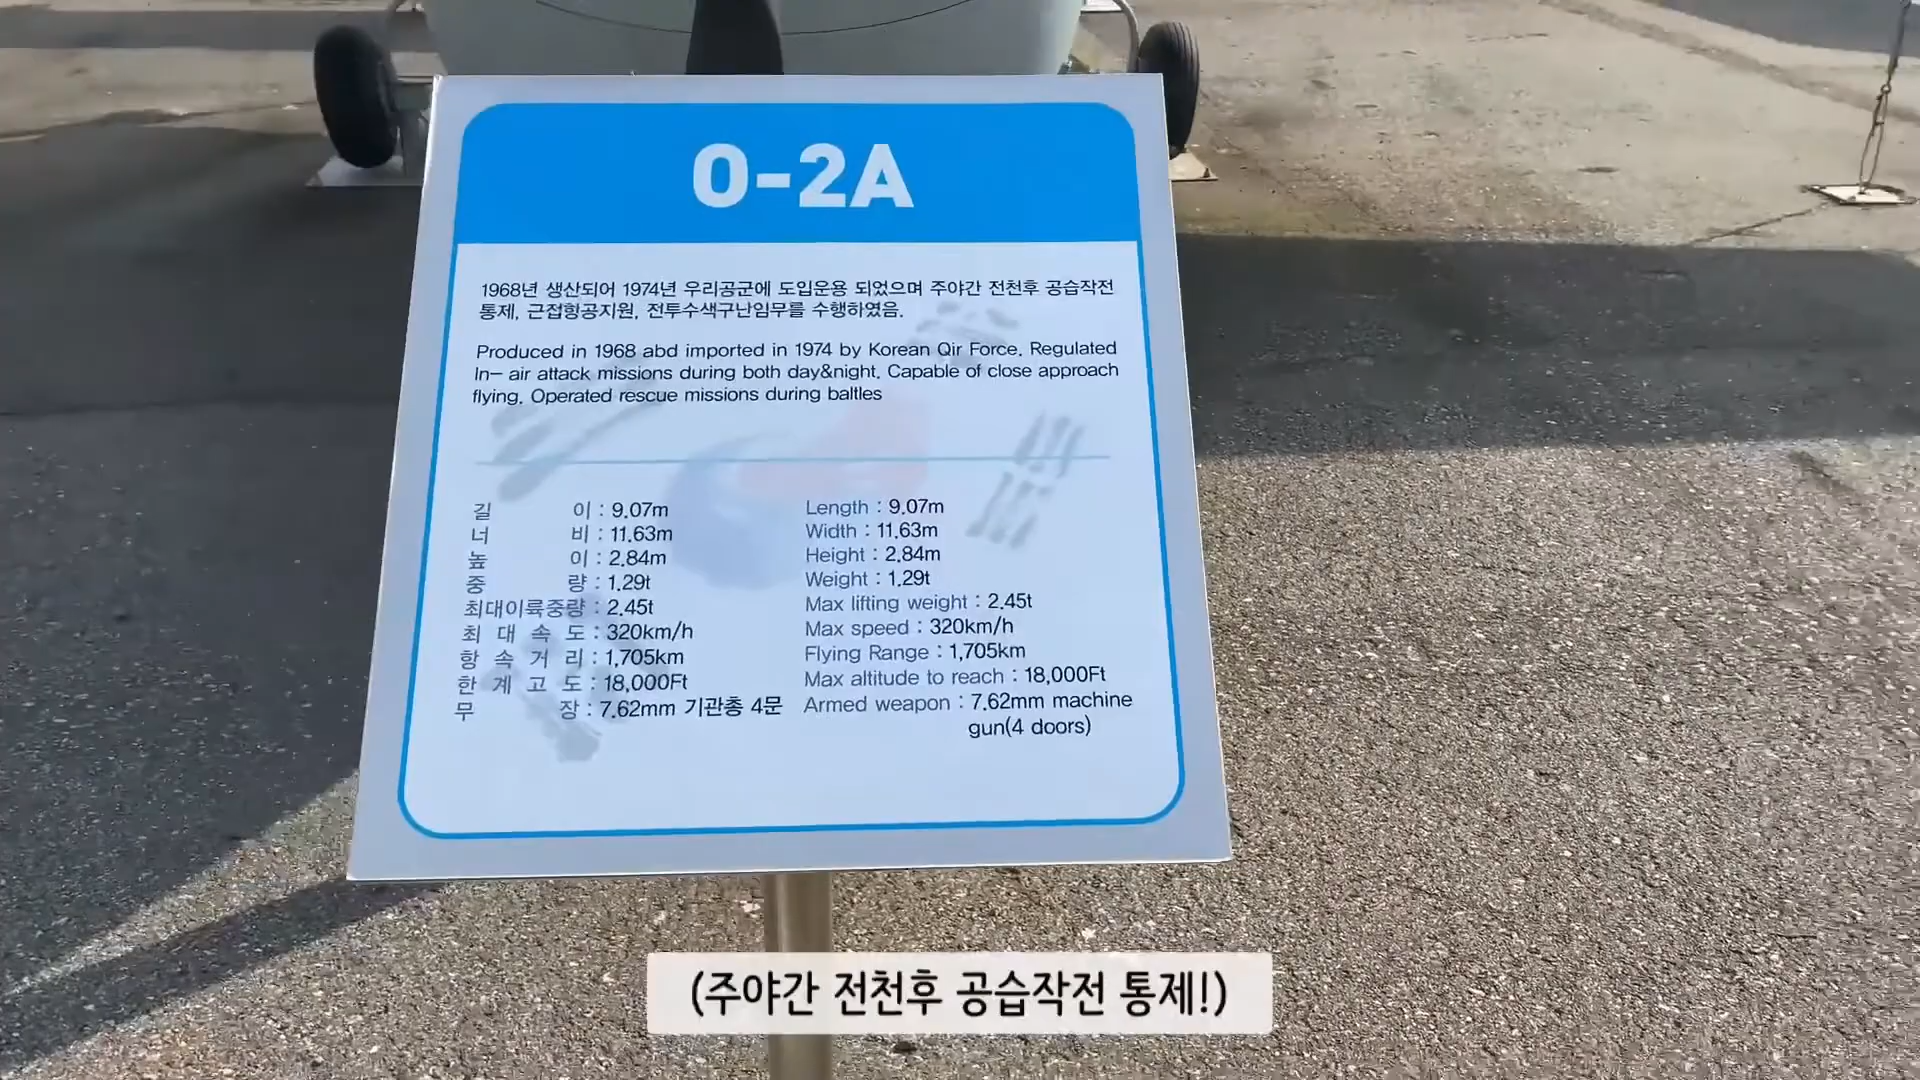 O-2A
1968년 생산되어 1974년 우리공군에 도입운용 되었으며 주야간 전천후 공습작전
통제, 근접항공지원, 전투수색구난임무를 수행하였음.
Produced in 1968 abd imported in 1974 by Korean Qir Force. Regulated
In- air attack missions during both day&night. Capable of close approach
flying. Operated rescue missions during baltles
길 이 : 9.07m
너 비 : 11.63m
높 이 : 2.84m
중 량 : 1.29t
최대이륙중량 : 2.45t
최 대 속 도 : 320km/h
항 속 거 리 : 1,705km
한 계 고 도 : 18,000Ft
무 장 : 7.62mm 기관총 4문
Length : 9.07m
Width : 11.63m
Height : 2.84m
Weight : 1.29t
Max lifting weight : 2.45t
Max speed : 320km/h
Flying Range : 1,705km
Max altitude to reach : 18,000Ft
Armed weapon : 7.62mm machine
gun(4 doors)
(주야간 전천후 공습작전 통제!)